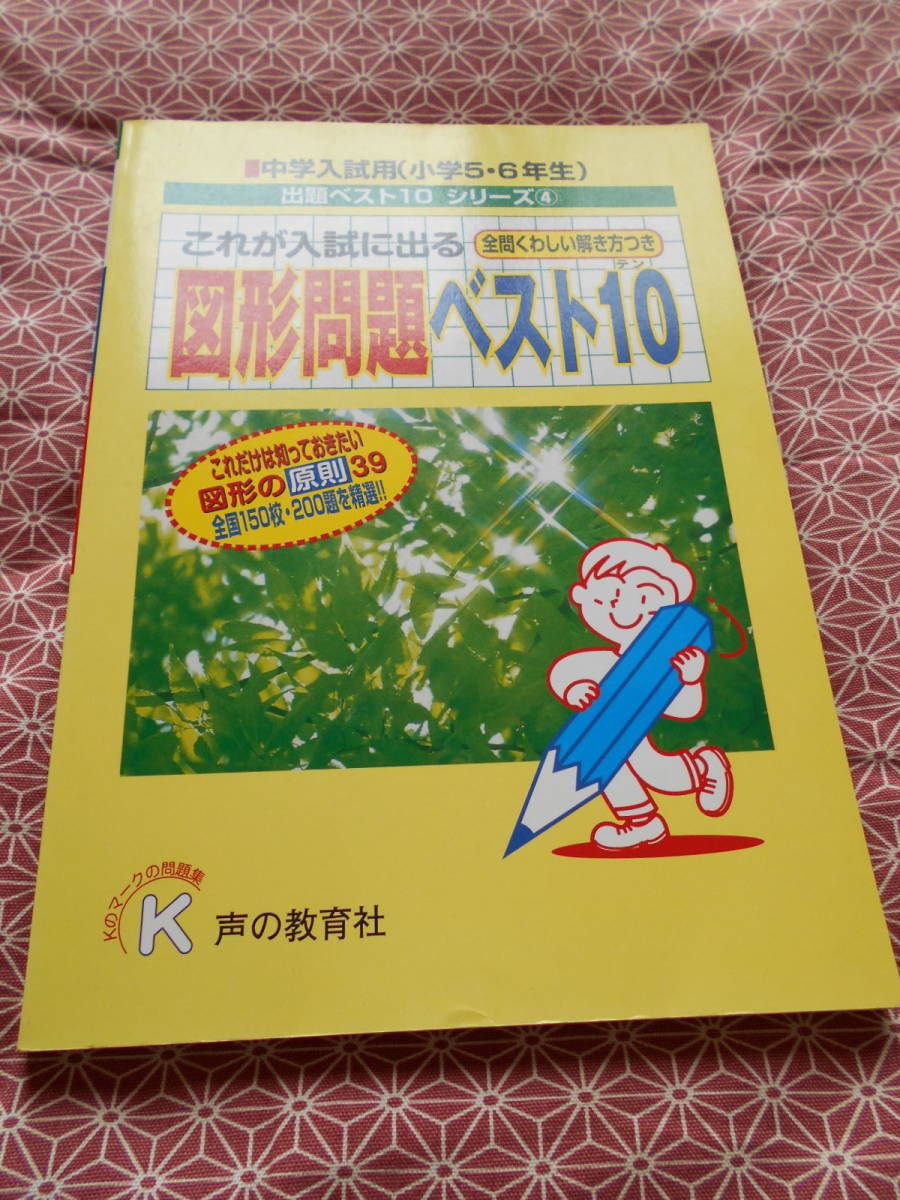 中学入試用(小学5・6年生)
出題ベスト10 シリーズ④
これが入試に出る
全問くわしい解き方つき
テン
図形問題ベスト10
これだけは知っておきたい
図形の原則39
全国150校・200題を精選!!
Kのマークの問題集
K
声の教育社